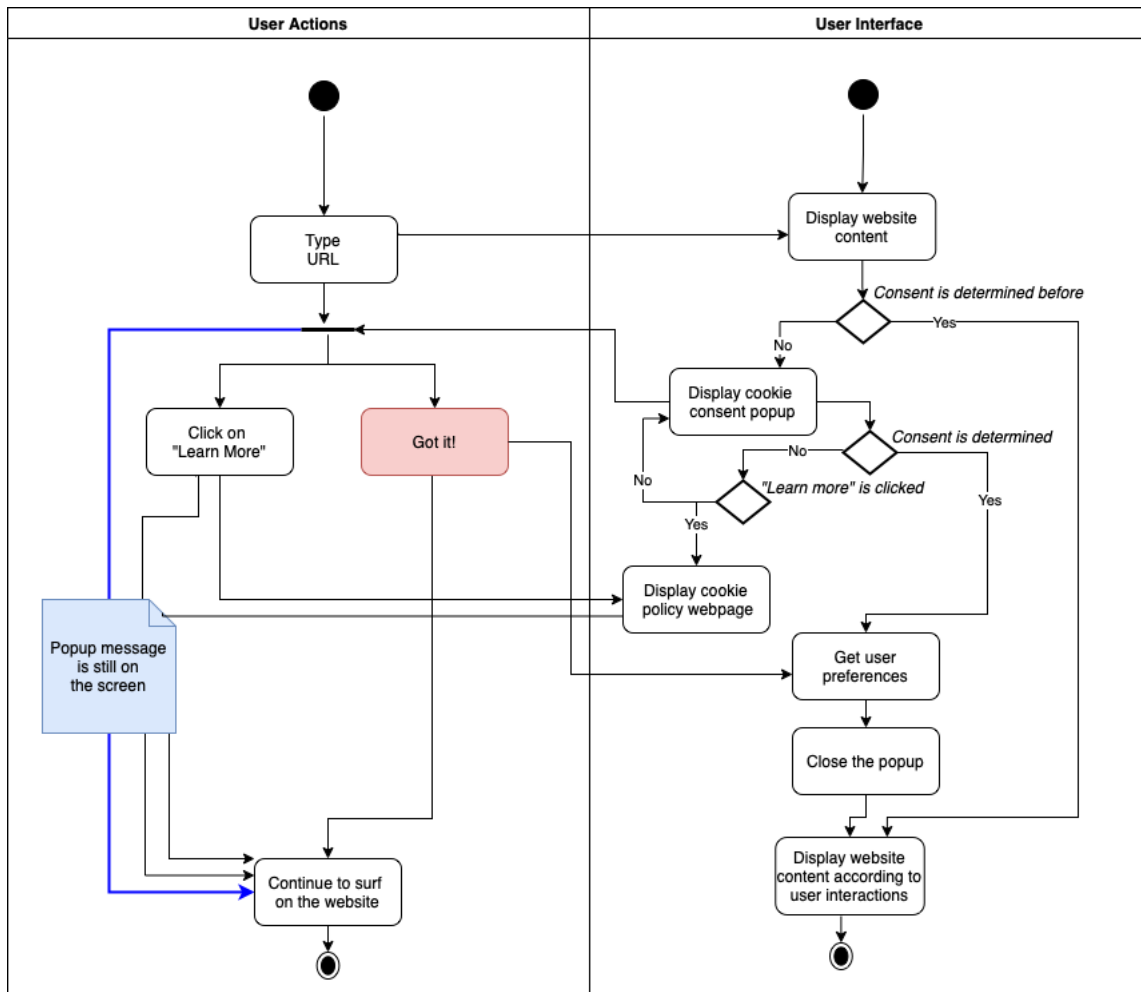 User Actions
User Interface
Display website
content
Type
URL
Consent is determined before
Yes
No
Display cookie
consent popup
Click on
"Learn More"
Got it!
Consent is determined
No
No
"Learn more" is clicked
Yes
Yes
Display cookie
policy webpage
Popup message
is still on
the screen
Get user
preferences
Close the popup
Continue to surf
on the website
Display website
content according to
user interactions